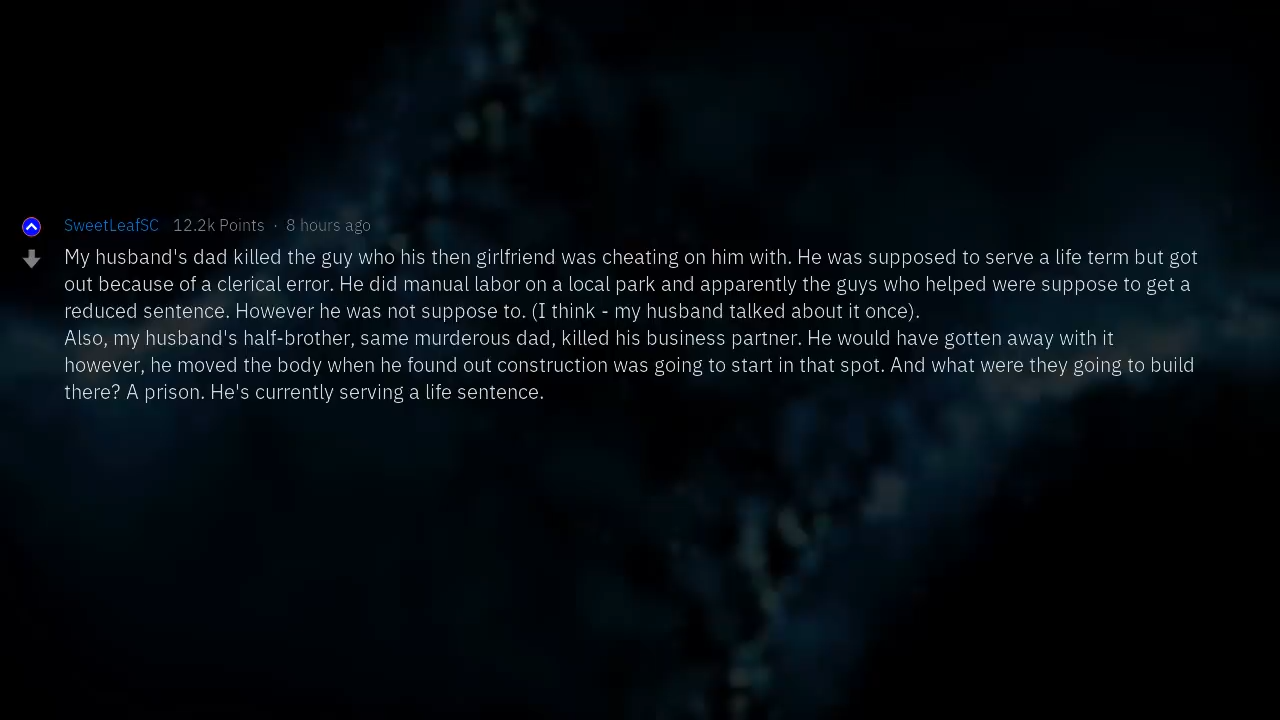 SweetLeafSC 12.2k Points · 8 hours ago
My husband's dad killed the guy who his then girlfriend was cheating on him with. He was supposed to serve a life term but got
out because of a clerical error. He did manual labor on a local park and apparently the guys who helped were suppose to get a
reduced sentence. However he was not suppose to. (I think - my husband talked about it once).
Also, my husband's half-brother, same murderous dad, killed his business partner. He would have gotten away with it
however, he moved the body when he found out construction was going to start in that spot. And what were they going to build
there? A prison. He's currently serving a life sentence.